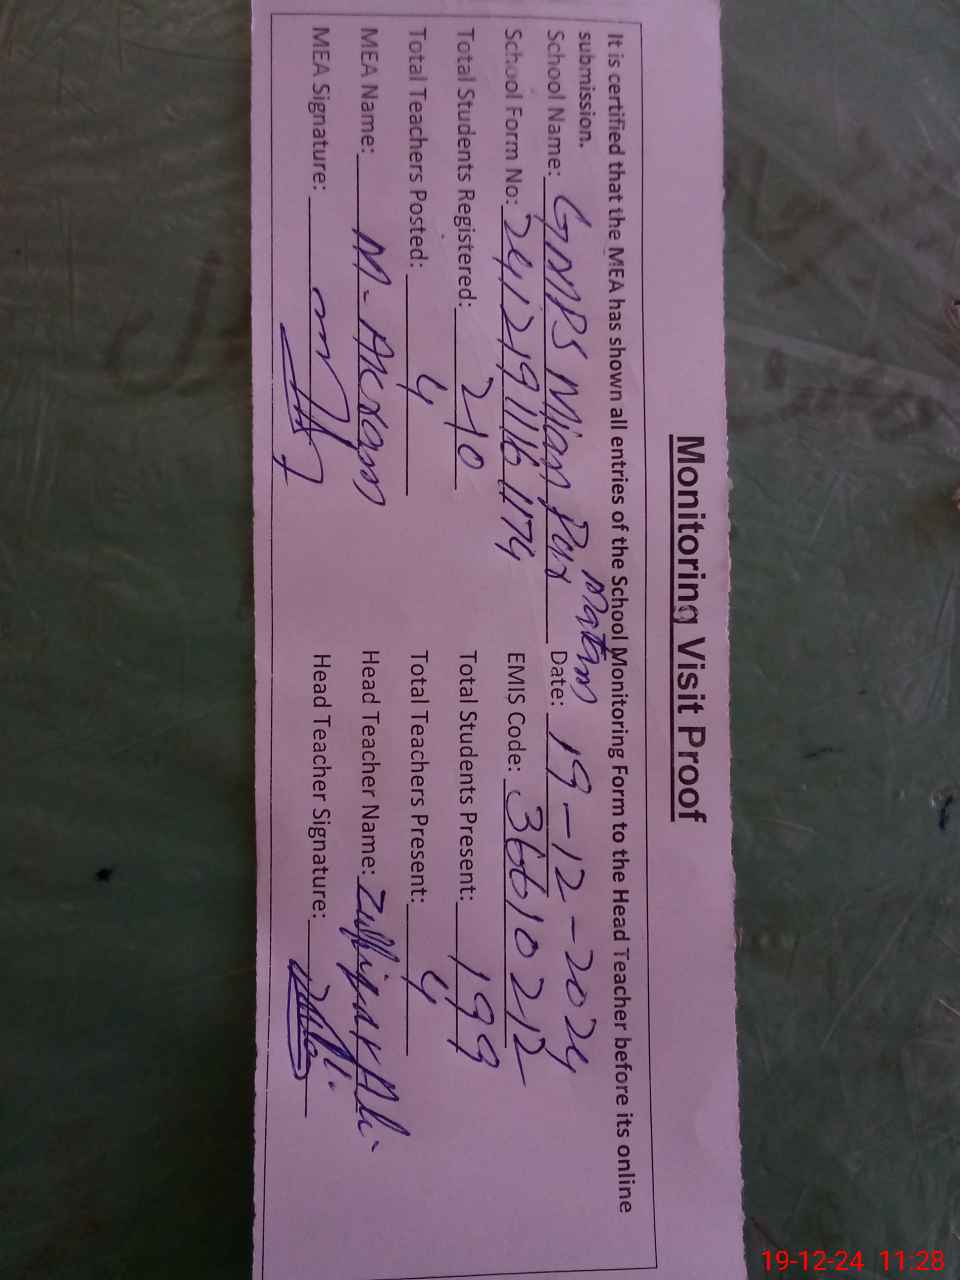 Monitoring Visit Proof
It is certified that the MEA has shown all entries of the School Monitoring Form to the Head Teacher before its online
submission.
School Name: GMPS Mian Pur Matam Date: 19-12-2024
School Form No: 241219111161174 EMIS Code: 36610212
Total Students Registered: 210 Total Students Present: 199
Total Teachers Posted: 4 Total Teachers Present: 4
MEA Name: M-Akram Head Teacher Name: Zulfiqar Ali
MEA Signature: Head Teacher Signature:
19-12-24 11:28